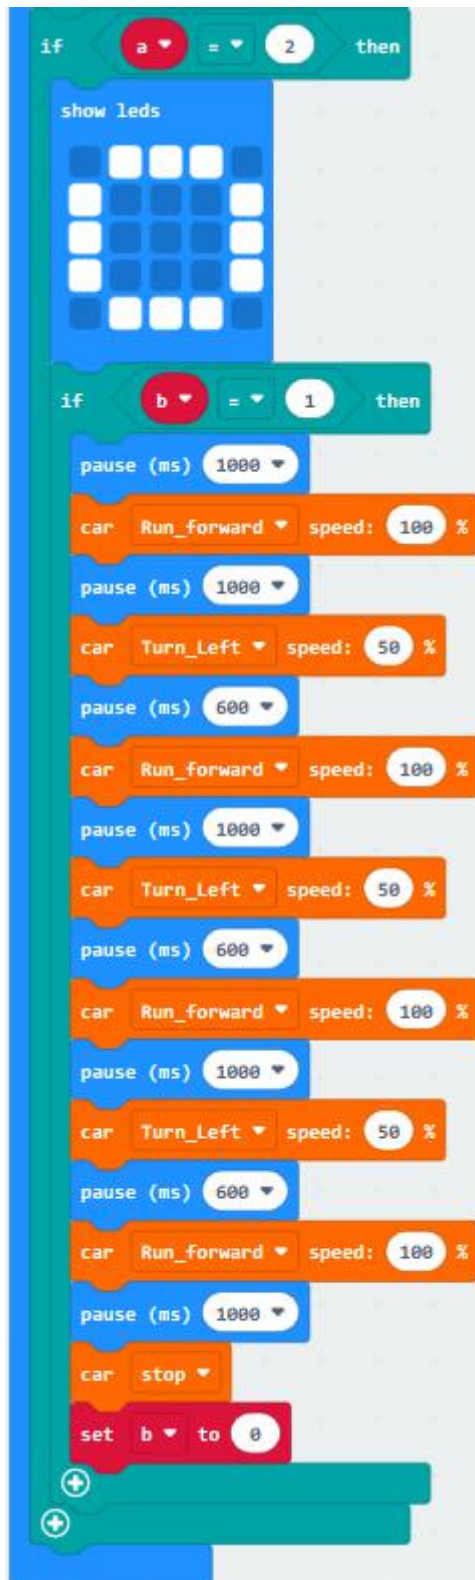 if a = 2 then
show leds
if b = 1 then
pause (ms) 1000
car Run_forward speed: 100 %
pause (ms) 1000
car Turn_Left speed: 50 %
pause (ms) 600
car Run_forward speed: 100 %
pause (ms) 1000
car Turn_Left speed: 50 %
pause (ms) 600
car Run_forward speed: 100 %
pause (ms) 1000
car Turn_Left speed: 50 %
pause (ms) 600
car Run_forward speed: 100 %
pause (ms) 1000
car stop
set b to 0